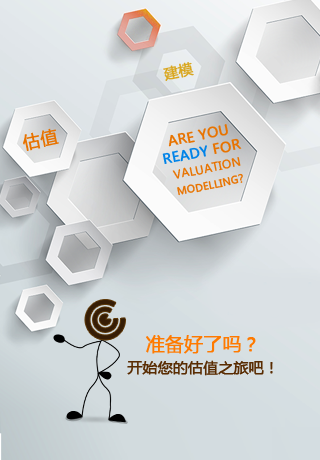 建模
估值
ARE YOU
READY FOR
VALUATION
MODELLING?
准备好了吗？
开始您的估值之旅吧！